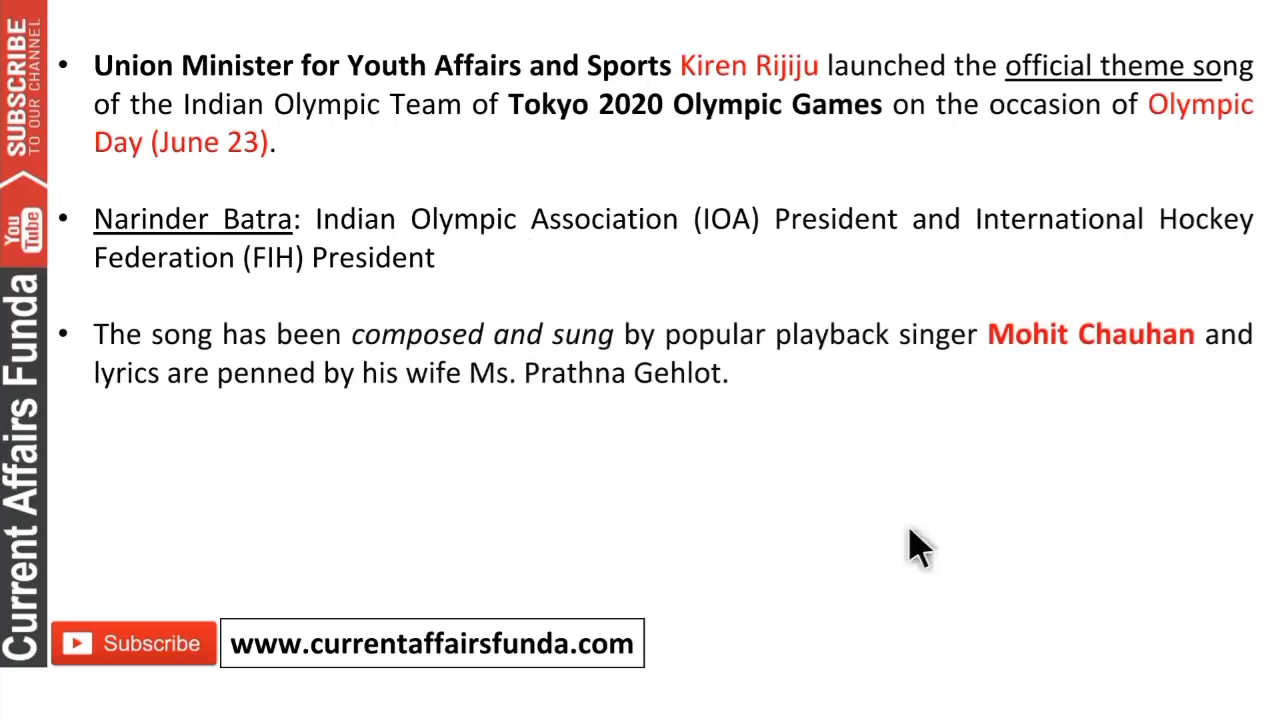 • Union Minister for Youth Affairs and Sports Kiren Rijiju launched the official theme song
of the Indian Olympic Team of Tokyo 2020 Olympic Games on the occasion of Olympic
Day (June 23).
• Narinder Batra: Indian Olympic Association (IOA) President and International Hockey
Federation (FIH) President
• The song has been composed and sung by popular playback singer Mohit Chauhan and
lyrics are penned by his wife Ms. Prathna Gehlot.
SUBSCRIBE
TO OUR CHANNEL
You
Tube
Current Affairs Funda
Subscribe
www.currentaffairsfunda.com